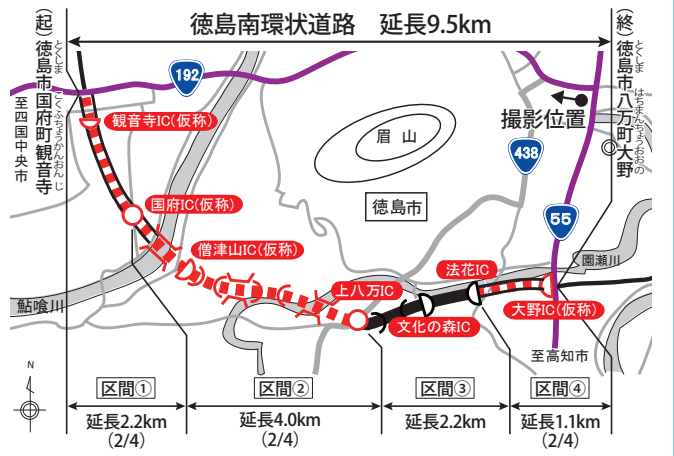 徳島南環状道路 延長9.5km
(起)徳島市国府町観音寺
とくしま こくふちょうかんおんじ
至四国中央市
(終)徳島市八万町大野
とくしま はちまんちょうおおの
192
観音寺IC(仮称)
撮影位置
眉山
438
国府IC(仮称)
徳島市
55
僧津山IC(仮称)
法花IC
園瀬川
上八万IC
鮎喰川
文化の森IC
大野IC(仮称)
至高知市
N
区間① 区間② 区間③ 区間④
延長2.2km 延長4.0km 延長2.2km 延長1.1km
(2/4) (2/4) (2/4)